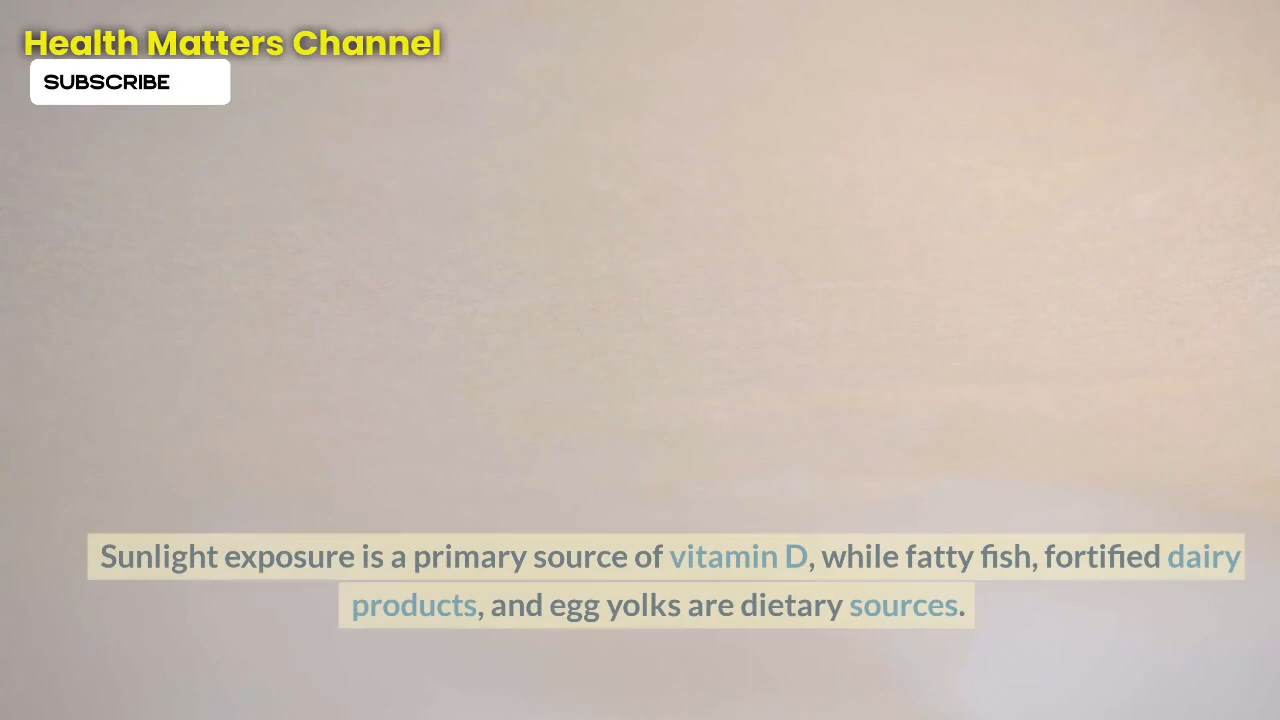 Health Matters Channel
SUBSCRIBE
Sunlight exposure is a primary source of vitamin D, while fatty fish, fortified dairy
products, and egg yolks are dietary sources.